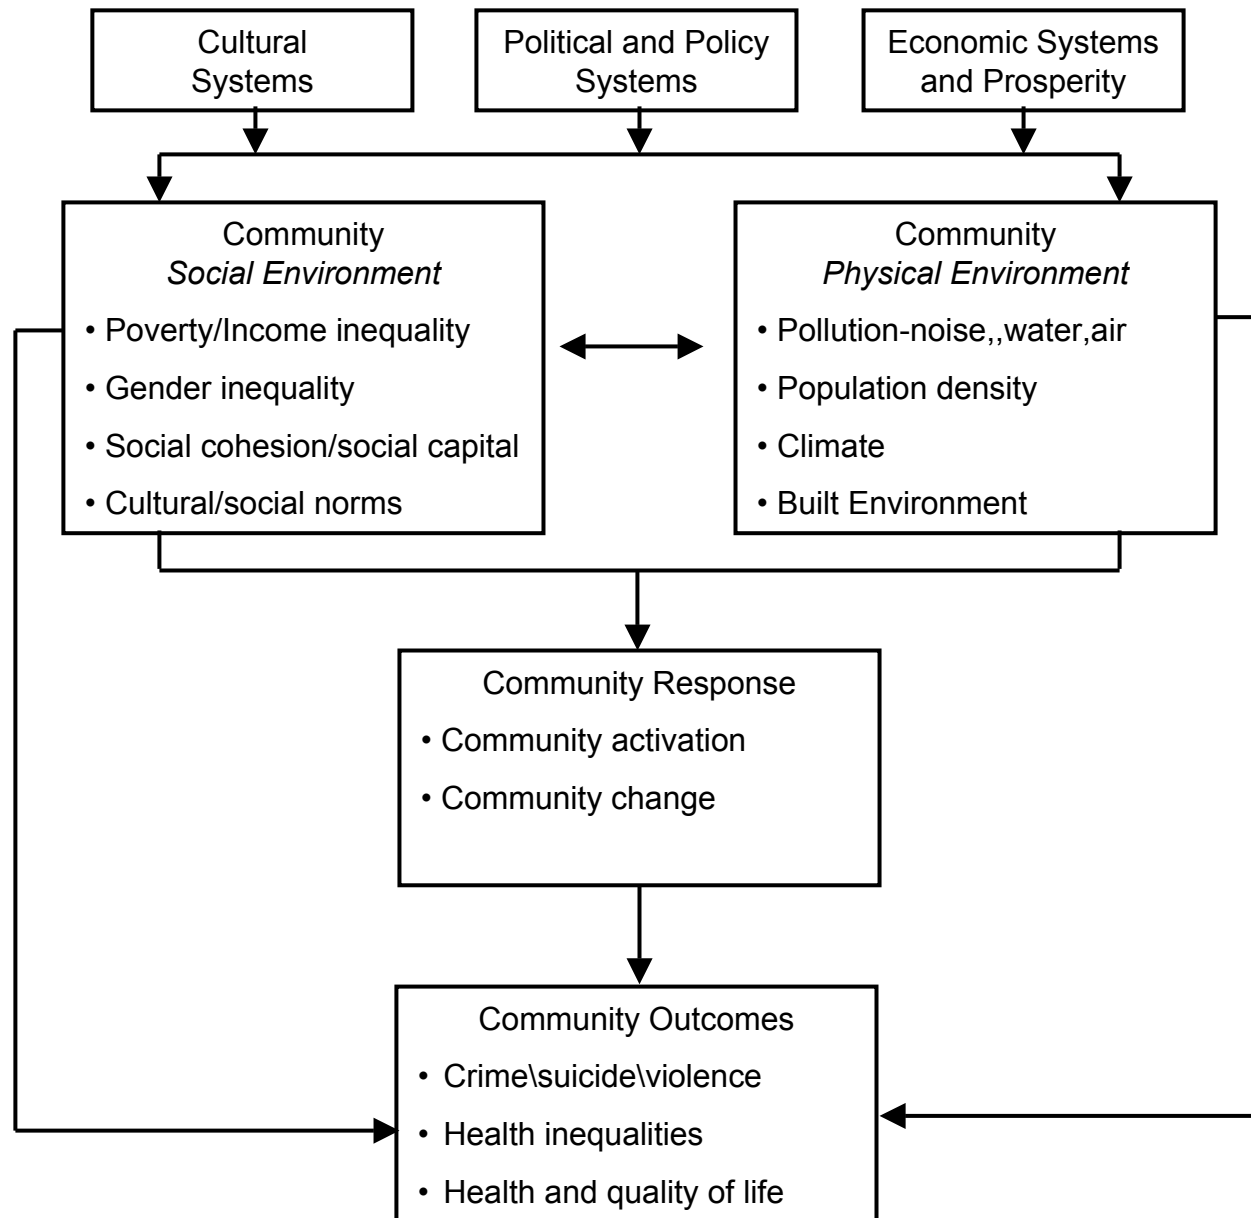 Cultural
Systems
Political and Policy
Systems
Economic Systems
and Prosperity
Community
Social Environment
• Poverty/Income inequality
• Gender inequality
• Social cohesion/social capital
• Cultural/social norms
Community
Physical Environment
• Pollution-noise,,water,air
• Population density
• Climate
• Built Environment
Community Response
• Community activation
• Community change
Community Outcomes
• Crime\suicide\violence
• Health inequalities
• Health and quality of life